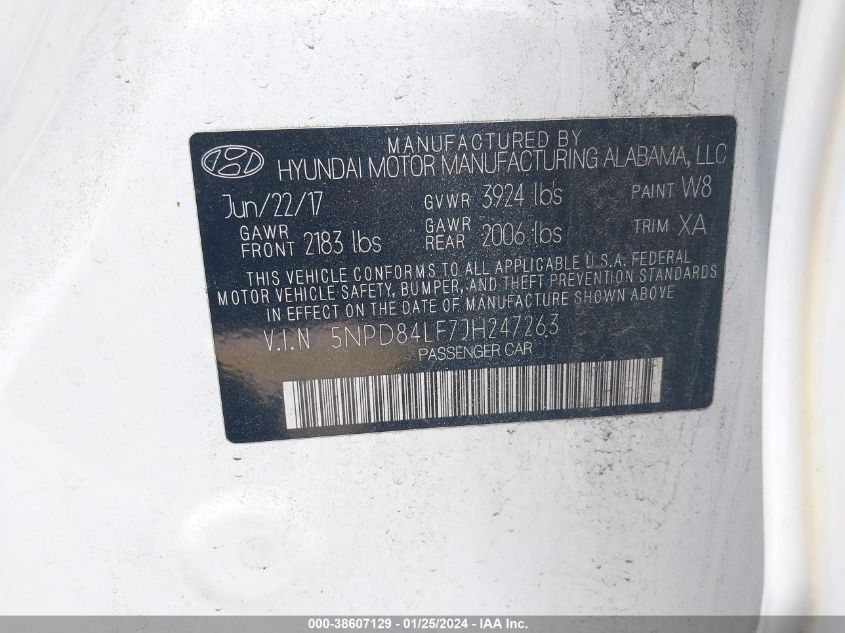 MANUFACTURED BY
HYUNDAI MOTOR MANUFACTURING ALABAMA, LLC
Jun/22/17 GVWR 3924 lbs PAINT W8
GAWR FRONT 2183 lbs GAWR REAR 2006 lbs TRIM XA
THIS VEHICLE CONFORMS TO ALL APPLICABLE U.S.A. FEDERAL
MOTOR VEHICLE SAFETY, BUMPER, AND THEFT PREVENTION STANDARDS
IN EFFECT ON THE DATE OF MANUFACTURE SHOWN ABOVE
V.I.N 5NPD84LF7JH247263
PASSENGER CAR
000-38607129 - 01/25/2024 - IAA Inc.